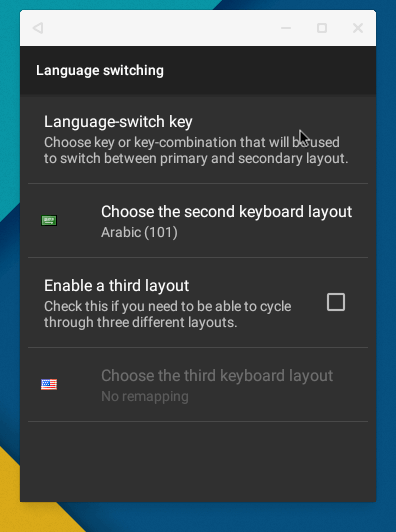 Language switching
Language-switch key
Choose key or key-combination that will be used
to switch between primary and secondary layout.
Choose the second keyboard layout
Arabic (101)
Enable a third layout
Check this if you need to be able to cycle
through three different layouts.
Choose the third keyboard layout
No remapping